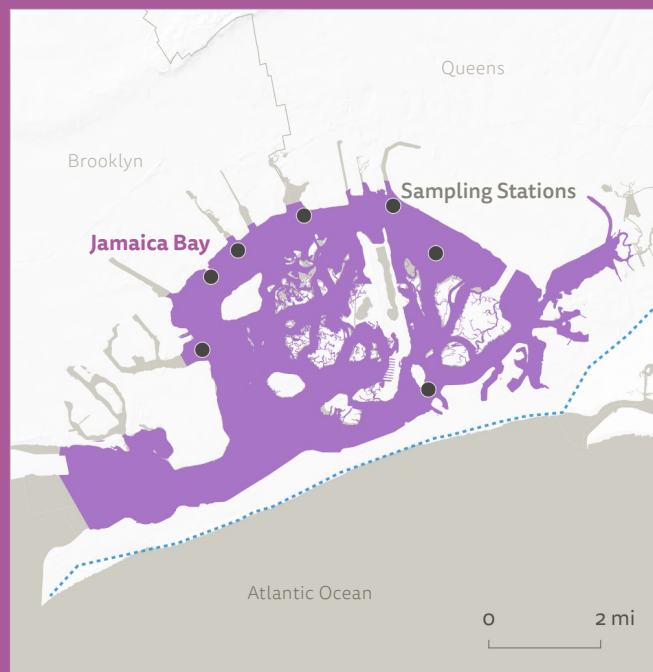 Queens
Brooklyn
Sampling Stations
Jamaica Bay
Atlantic Ocean
0 2 mi